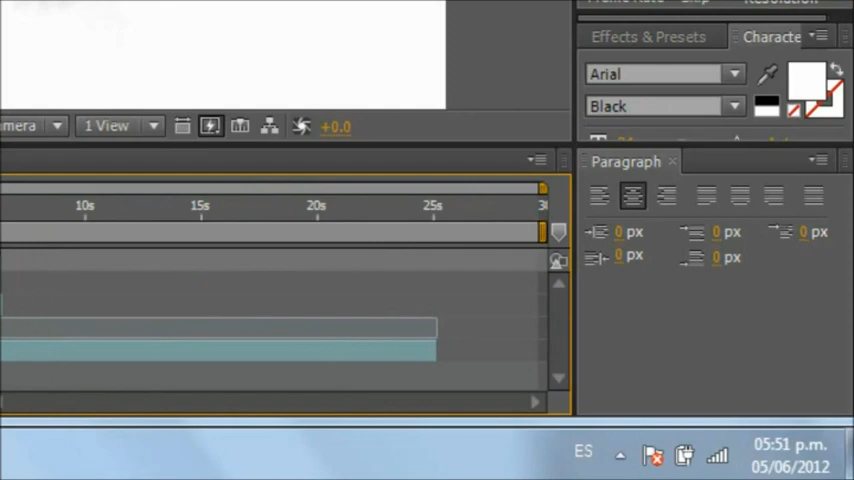 Effects & Presets
Characte
Arial
Black
mera
1 View
+0.0
Paragraph
10s
15s
20s
25s
0 px
0 px
0 px
0 px
0 px
ES
05:51 p.m.
05/06/2012